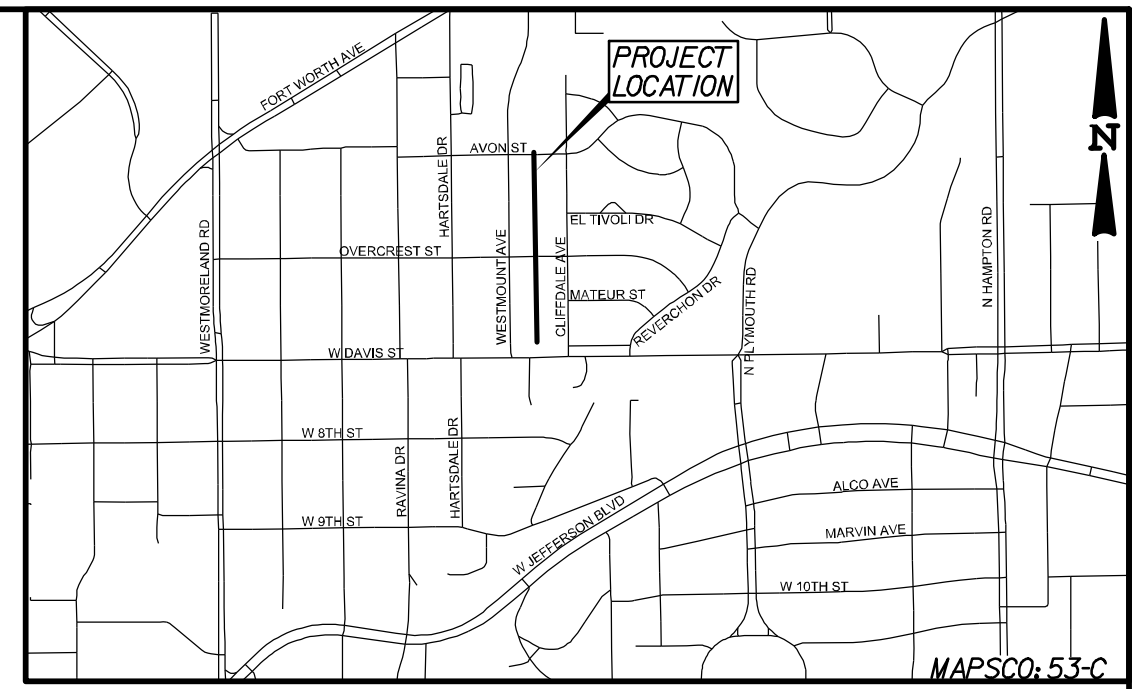 PROJECT
LOCATION
FORT WORTH AVE
N
HARTSDALE DR
AVON ST
WESTMORELAND RD
EL TIVOLI DR
N HAMPTON RD
OVERCREST ST
WESTMOUNT AVE
CLIFFDALE AVE
MATEUR ST
REVERCHON DR
N PLYMOUTH RD
W DAVIS ST
W 8TH ST
RAVINA DR
HARTSDALE DR
ALCO AVE
W 9TH ST
W JEFFERSON BLVD
MARVIN AVE
W 10TH ST
MAPSCO: 53-C